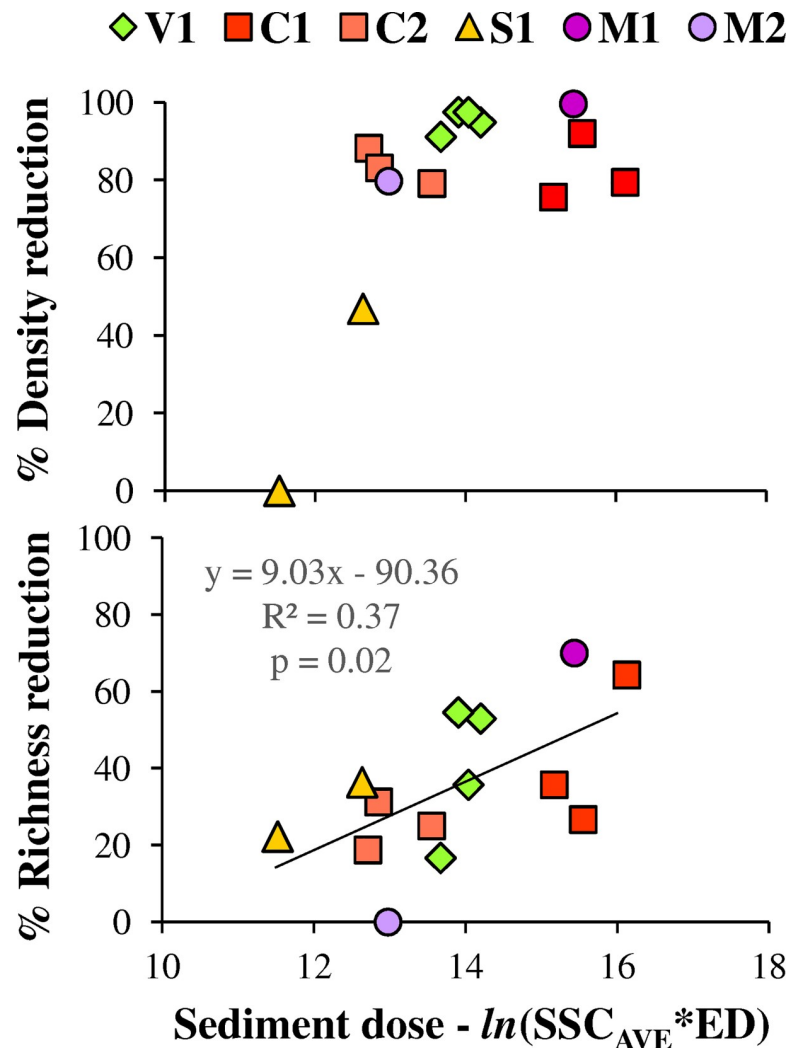 V1 C1 C2 S1 M1 M2
% Density reduction
100
80
60
40
20
0
% Richness reduction
100
80
60
40
20
0
y = 9.03x - 90.36
R² = 0.37
p = 0.02
10 12 14 16 18
Sediment dose - ln(SSC_AVE*ED)